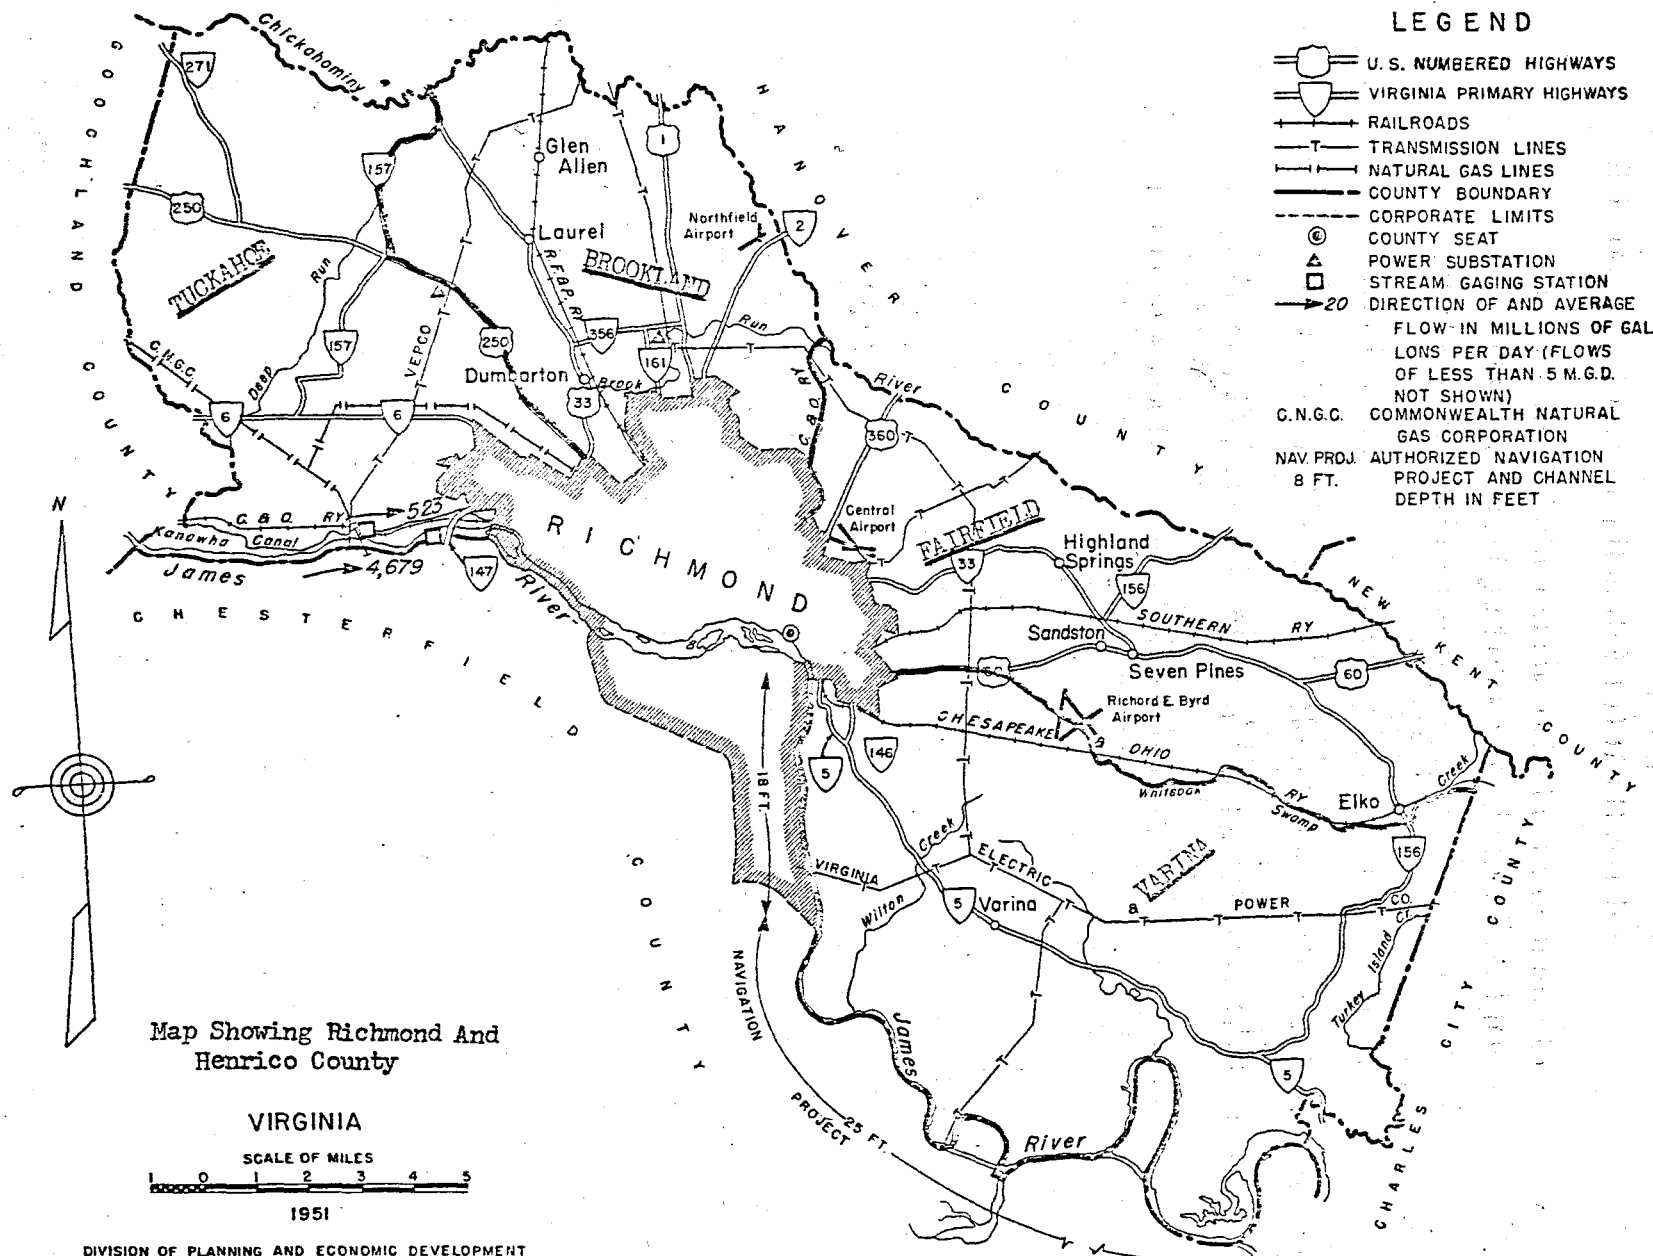 LEGEND
U.S. NUMBERED HIGHWAYS
VIRGINIA PRIMARY HIGHWAYS
RAILROADS
TRANSMISSION LINES
NATURAL GAS LINES
COUNTY BOUNDARY
CORPORATE LIMITS
COUNTY SEAT
POWER SUBSTATION
STREAM GAGING STATION
20 DIRECTION OF AND AVERAGE
FLOW IN MILLIONS OF GAL
LONS PER DAY (FLOWS
OF LESS THAN 5 M.G.D.
NOT SHOWN)
C.N.G.C. COMMONWEALTH NATURAL
GAS CORPORATION
NAV. PROJ. AUTHORIZED NAVIGATION
8 FT. PROJECT AND CHANNEL
DEPTH IN FEET
GOOCHLAND
COUNTY
Chickahominy
HANOVER
COUNTY
271
157
250
1
Glen
Allen
Laurel
Northfield
Airport
2
TUCKAHOE
BROOKLAND
R.F.&P. RY
Run
Deep
157
VEPCO
250
356
161
Run
Brook
Dumbarton
33
C.N.G.C.
6
6
C. & O. RY
River
360
C. & O. RY
523
Kanawha Canal
James
4,679
147
River
RICHMOND
Central
Airport
FAIRFIELD
33
Highland
Springs
156
SOUTHERN RY
Sandston
Seven Pines
60
60
NEW
KENT
COUNTY
Richard E. Byrd
Airport
CHESAPEAKE & OHIO RY
Whiteoak
Swamp
Elko
Creek
156
146
5
18 FT.
CHESTERFIELD
COUNTY
Creek
Wilton
VIRGINIA ELECTRIC & POWER CO.
VARINA
5
Varina
Turkey Island Cr.
CHARLES CITY COUNTY
5
James
River
NAVIGATION
PROJECT
25 FT.
N
Map Showing Richmond And
Henrico County
VIRGINIA
SCALE OF MILES
1 0 1 2 3 4 5
1951
DIVISION OF PLANNING AND ECONOMIC DEVELOPMENT